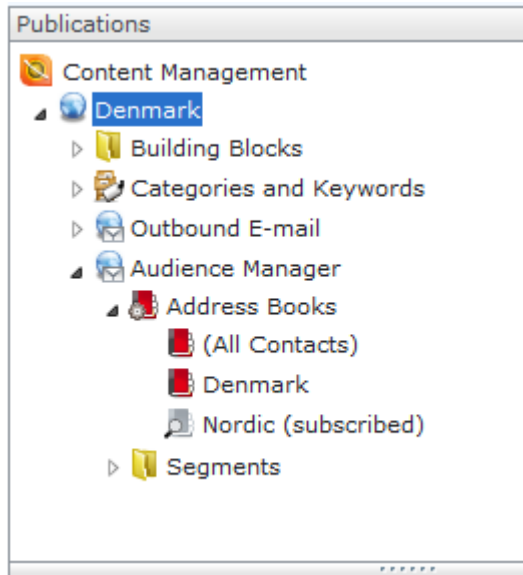 Publications
Content Management
Denmark
Building Blocks
Categories and Keywords
Outbound E-mail
Audience Manager
Address Books
(All Contacts)
Denmark
Nordic (subscribed)
Segments